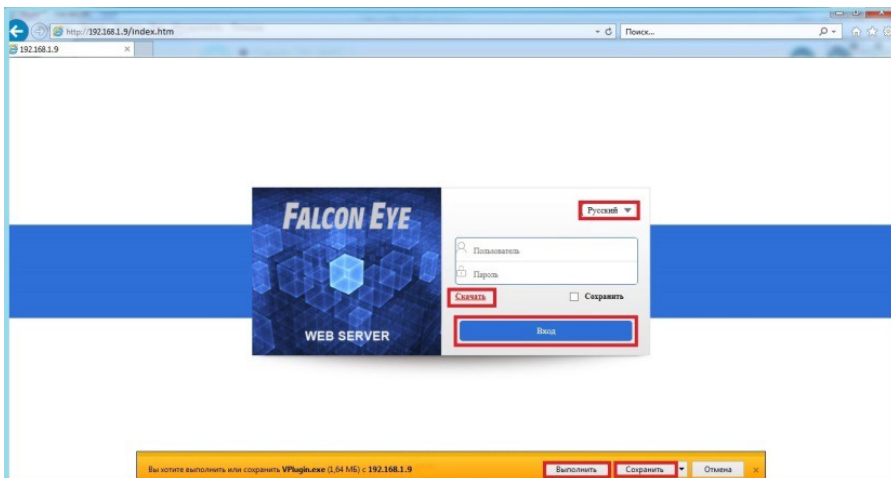 http://192.168.1.9/index.htm
Поиск...
192.168.1.9
FALCON EYE
WEB SERVER
Русский
Пользователь
Пароль
Скачать
Сохранить
Вход
Вы хотите выполнить или сохранить VPlugin.exe (1,64 МБ) с 192.168.1.9
Выполнить
Сохранить
Отмена